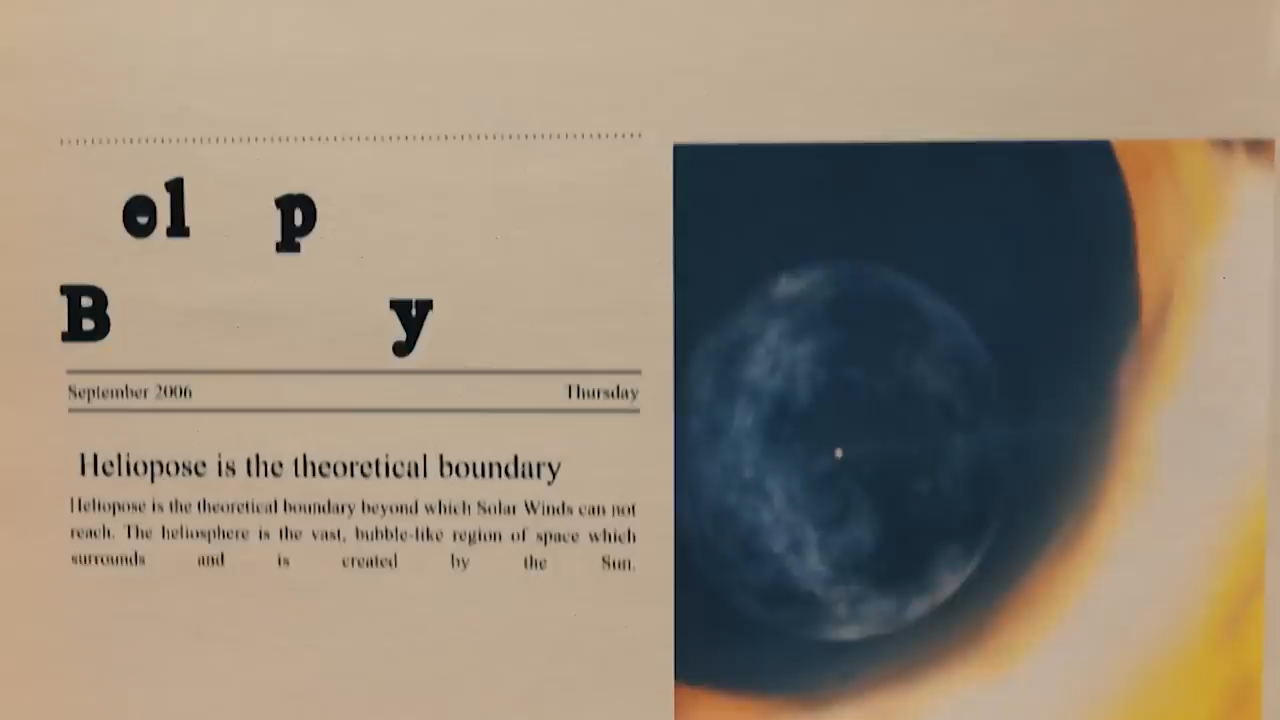 el p
B y
September 2006 Thursday
Heliopose is the theoretical boundary
Heliopose is the theoretical boundary beyond which Solar Winds can not
reach. The heliosphere is the vast, bubble-like region of space which
surrounds and is created by the Sun.